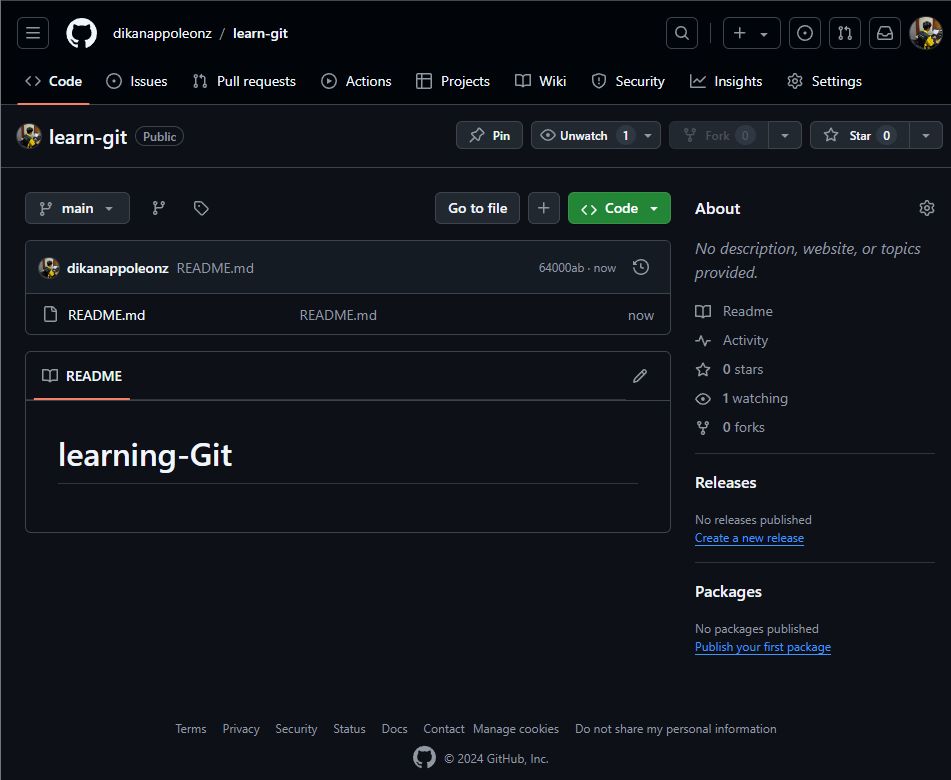 dikanappoleonz / learn-git
Code Issues Pull requests Actions Projects Wiki Security Insights Settings
learn-git Public Pin Unwatch 1 Fork 0 Star 0
main Go to file Code
dikanappoleonz README.md 64000ab · now
README.md README.md now
README
learning-Git
About
No description, website, or topics
provided.
Readme
Activity
0 stars
1 watching
0 forks
Releases
No releases published
Create a new release
Packages
No packages published
Publish your first package
Terms Privacy Security Status Docs Contact Manage cookies Do not share my personal information
© 2024 GitHub, Inc.